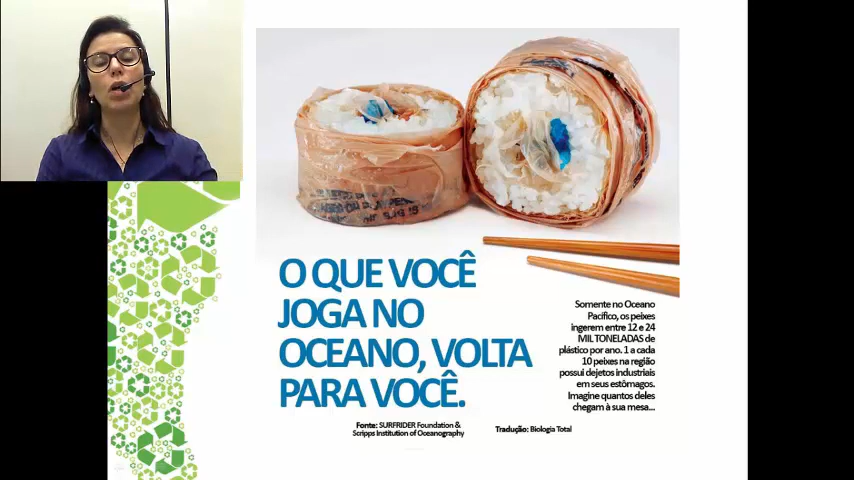 O QUE VOCÊ
JOGA NO
OCEANO, VOLTA
PARA VOCÊ.
Somente no Oceano
Pacífico, os peixes
ingerem entre 12 e 24
MIL TONELADAS de
plástico por ano. 1 a cada
10 peixes na região
possui dejetos industriais
em seus estômagos.
Imagine quantos deles
chegam à sua mesa...
Fonte: SURFRIDER Foundation &
Scripps Institution of Oceanography
Tradução: Biologia Total